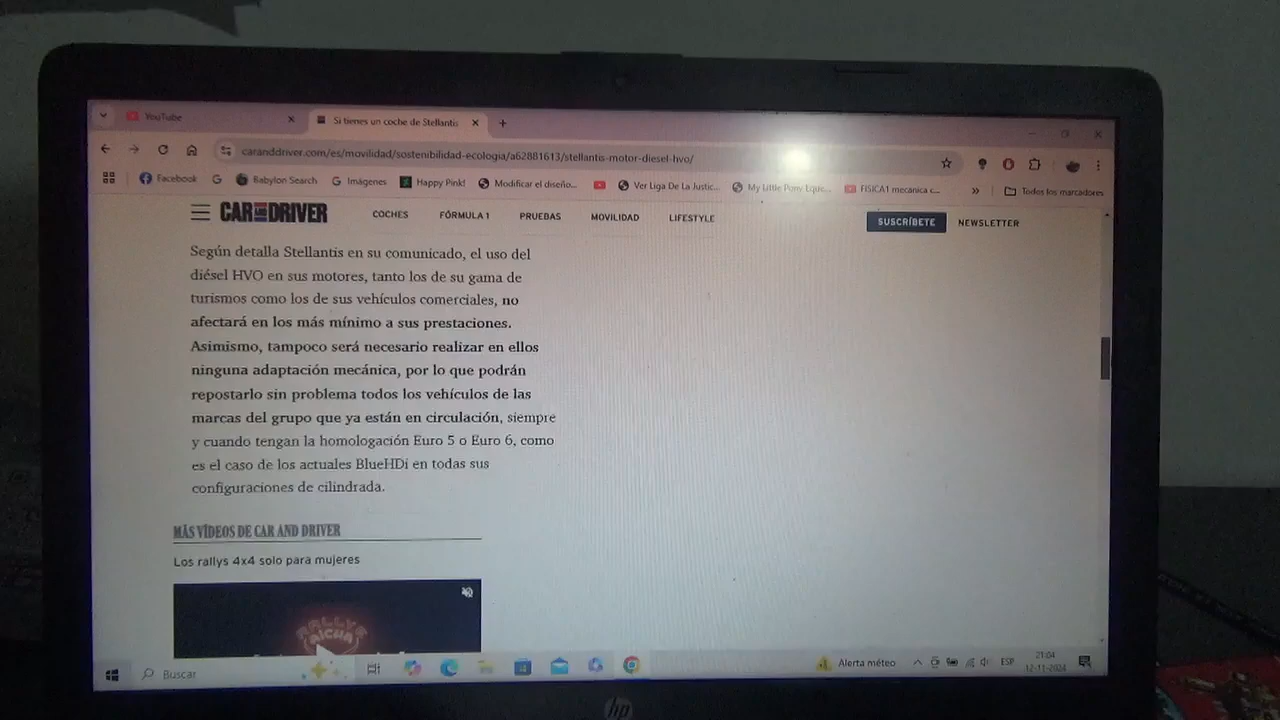 YouTube
Si tienes un coche de Stellantis
caranddriver.com/es/movilidad/sostenibilidad-ecologia/a62881613/stellantis-motor-diesel-hvo/
Facebook
Babylon Search
Imágenes
Happy Pink!
Modificar el diseño...
Ver Liga De La Justic...
My Little Pony Eque...
FISICA1 mecanica c...
»
Todos los marcadores
CAR AND DRIVER
COCHES
FÓRMULA 1
PRUEBAS
MOVILIDAD
LIFESTYLE
SUSCRÍBETE
NEWSLETTER
Según detalla Stellantis en su comunicado, el uso del
diésel HVO en sus motores, tanto los de su gama de
turismos como los de sus vehículos comerciales, no
afectará en los más mínimo a sus prestaciones.
Asimismo, tampoco será necesario realizar en ellos
ninguna adaptación mecánica, por lo que podrán
repostarlo sin problema todos los vehículos de las
marcas del grupo que ya están en circulación, siempre
y cuando tengan la homologación Euro 5 o Euro 6, como
es el caso de los actuales BlueHDi en todas sus
configuraciones de cilindrada.
MÁS VÍDEOS DE CAR AND DRIVER
Los rallys 4x4 solo para mujeres
RALLYE
AICHA
Buscar
Alerta méteo
ESP
21:04
12-11-2024
hp